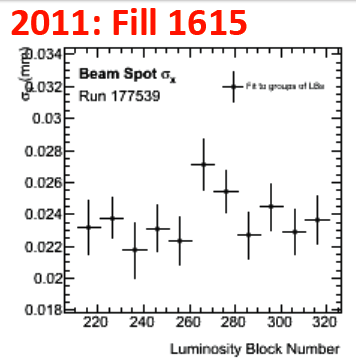 2011: Fill 1615
σx (mm)
0.034
0.03
0.028
0.026
0.024
0.022
0.02
0.018
Beam Spot σx
Run 177539
Fit to groups of LBs
220 240 260 280 300 320
Luminosity Block Number